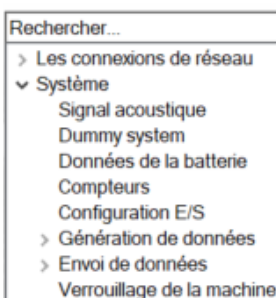 Rechercher...
Les connexions de réseau
Système
Signal acoustique
Dummy system
Données de la batterie
Compteurs
Configuration E/S
Génération de données
Envoi de données
Verrouillage de la machine